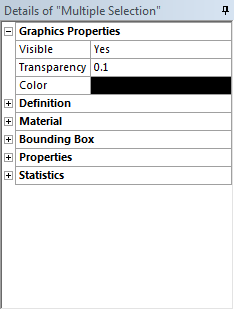 Details of "Multiple Selection"
Graphics Properties
Visible Yes
Transparency 0.1
Color
Definition
Material
Bounding Box
Properties
Statistics